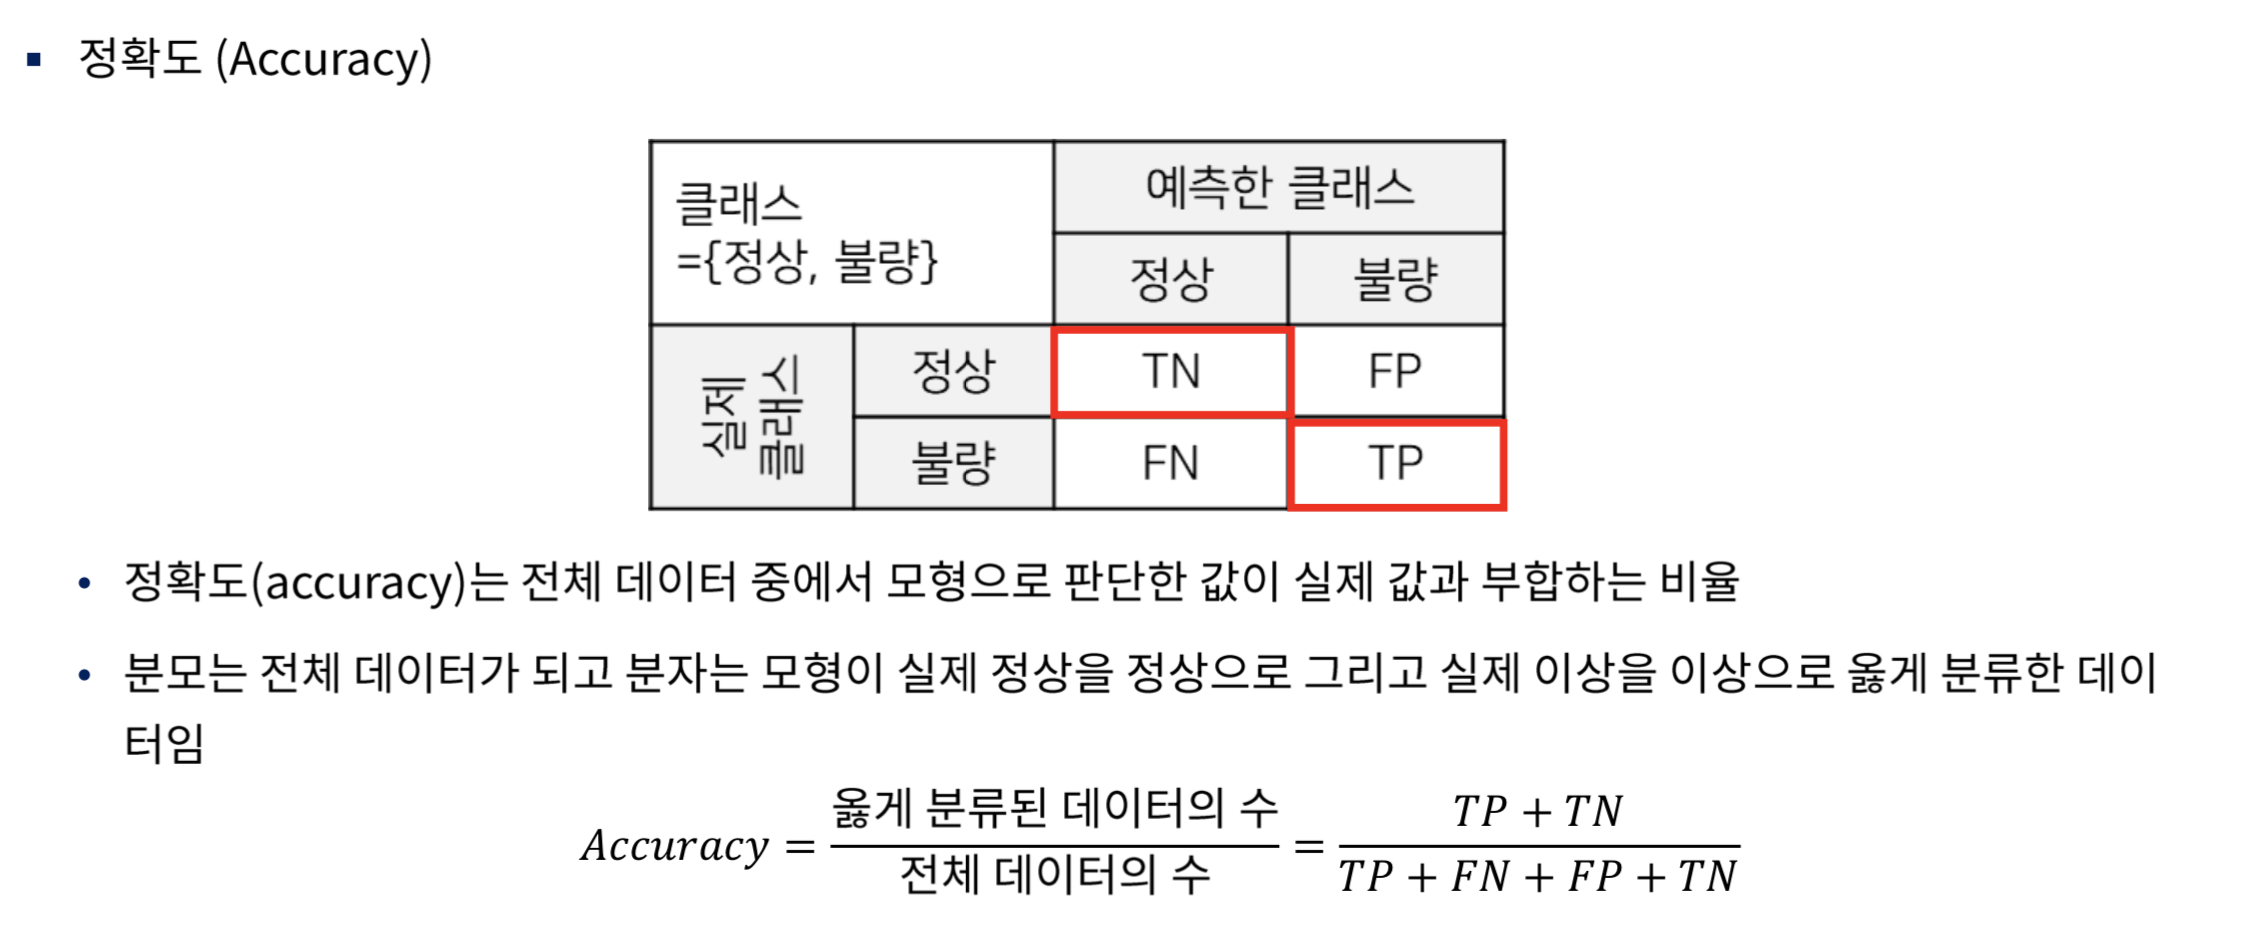 ▪ 정확도 (Accuracy)
클래스
={정상, 불량}
예측한 클래스
정상 불량
실제
클래스
정상 TN FP
불량 FN TP
• 정확도(accuracy)는 전체 데이터 중에서 모형으로 판단한 값이 실제 값과 부합하는 비율
• 분모는 전체 데이터가 되고 분자는 모형이 실제 정상을 정상으로 그리고 실제 이상을 이상으로 옳게 분류한 데이
터임
Accuracy = 옳게 분류된 데이터의 수 / 전체 데이터의 수 = TP + TN / TP + FN + FP + TN